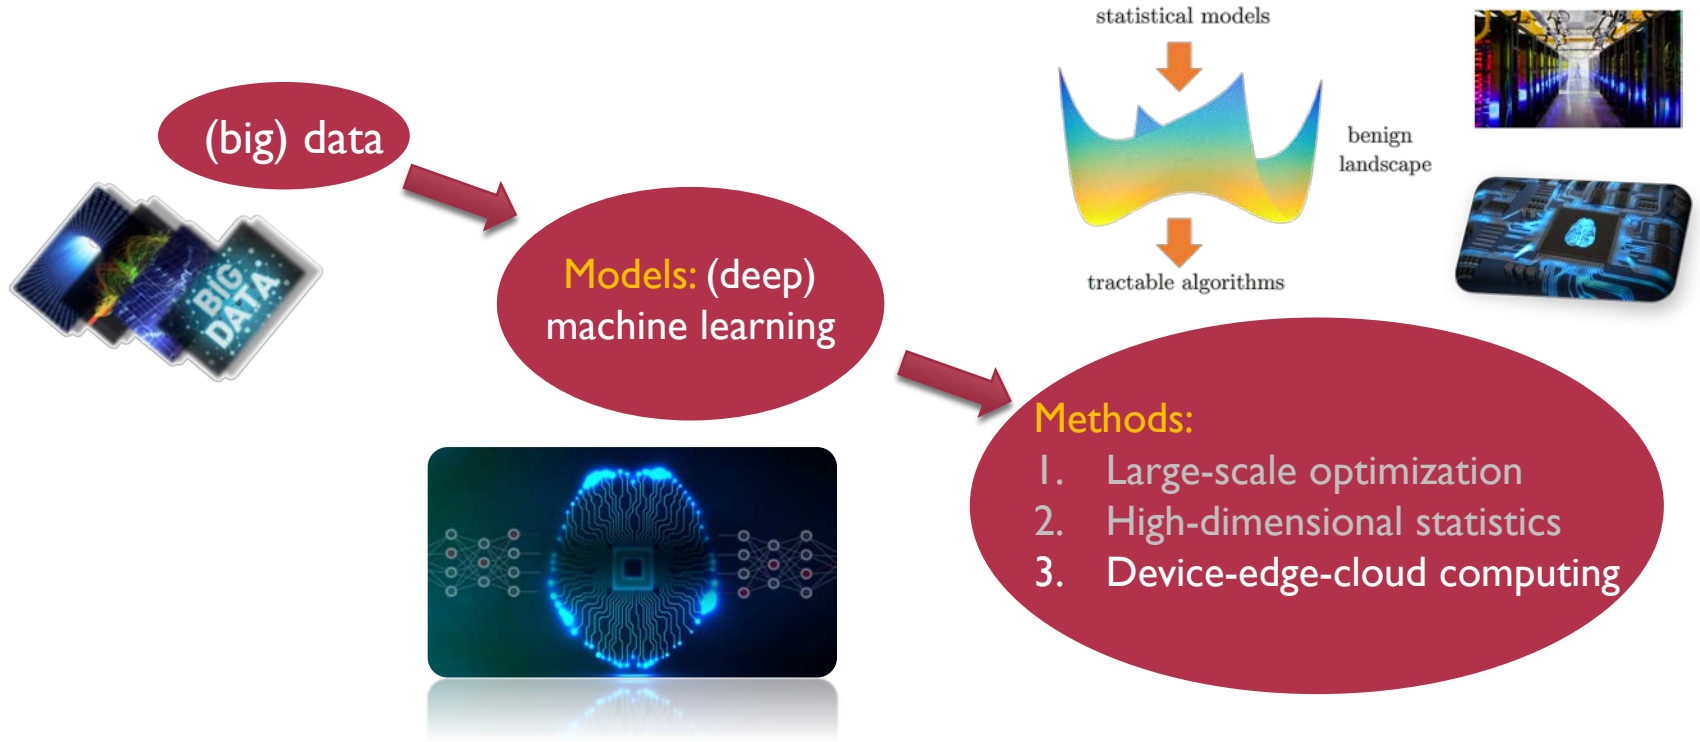 statistical models
(big) data
benign
landscape
BIG
DATA
Models: (deep)
machine learning
tractable algorithms
Methods:
1. Large-scale optimization
2. High-dimensional statistics
3. Device-edge-cloud computing